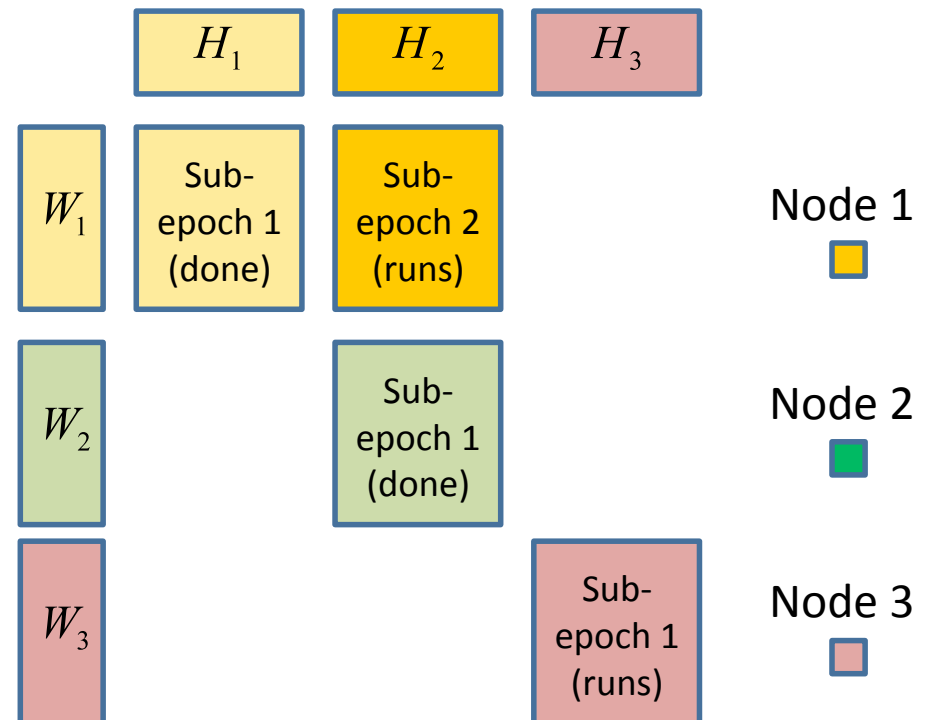 H₁ H₂ H₃
W₁
Sub-
epoch 1
(done)
Sub-
epoch 2
(runs)
Node 1
W₂
Sub-
epoch 1
(done)
Node 2
W₃
Sub-
epoch 1
(runs)
Node 3